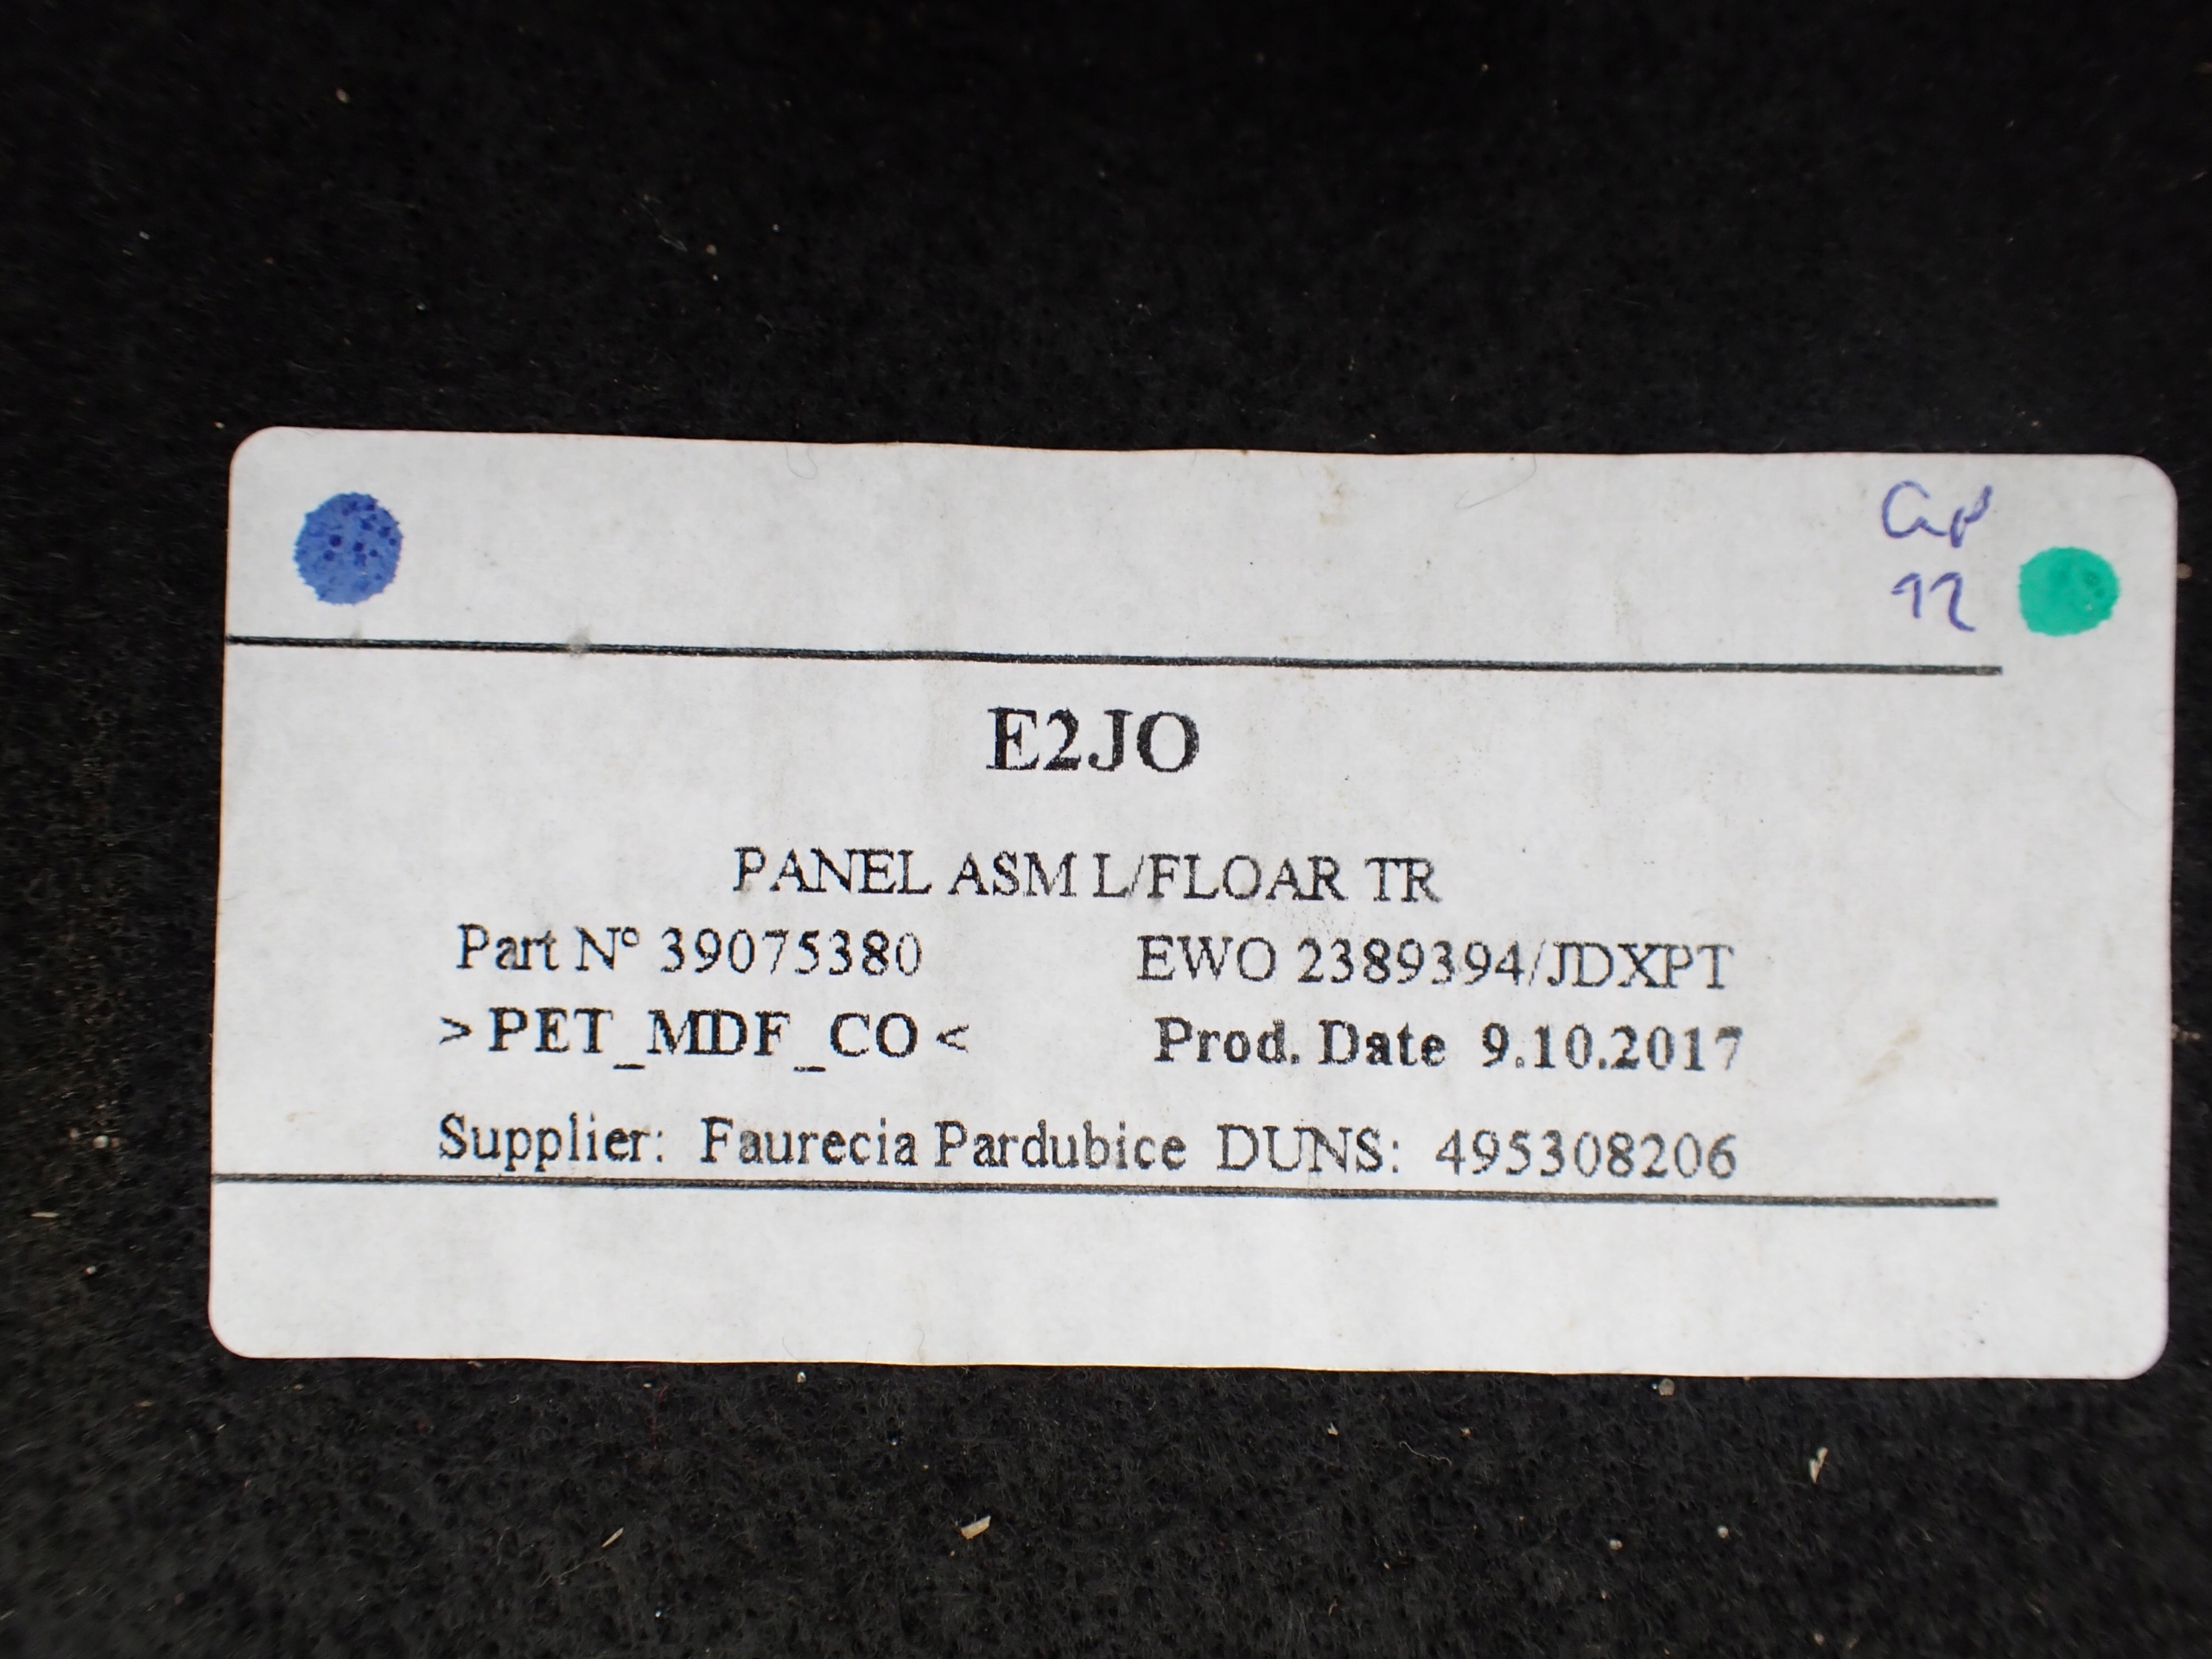 12
E2JO
PANEL ASM L/FLOAR TR
Part N° 39075380 EWO 2389394/JDXPT
>PET_MDF_CO< Prod. Date 9.10.2017
Supplier: Faurecia Pardubice DUNS: 495308206